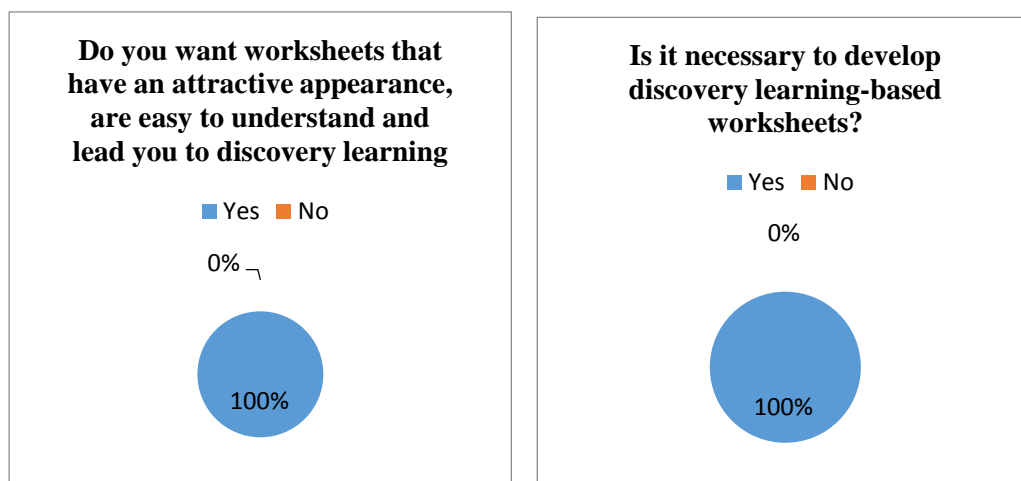 Do you want worksheets that
have an attractive appearance,
are easy to understand and
lead you to discovery learning
Yes No
0%
100%
Is it necessary to develop
discovery learning-based
worksheets?
Yes No
0%
100%